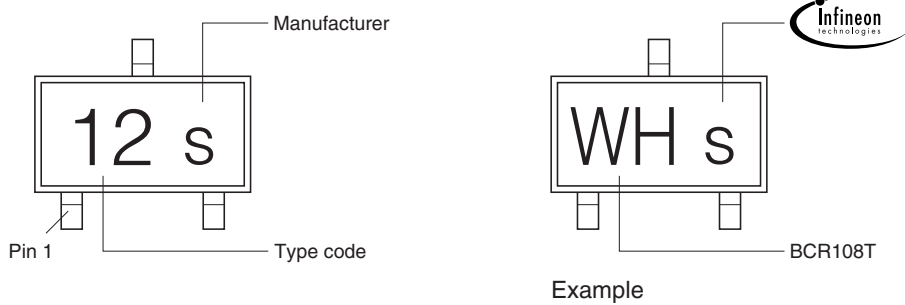 Manufacturer
12 s
Pin 1
Type code
Infineon
technologies
WH s
BCR108T
Example